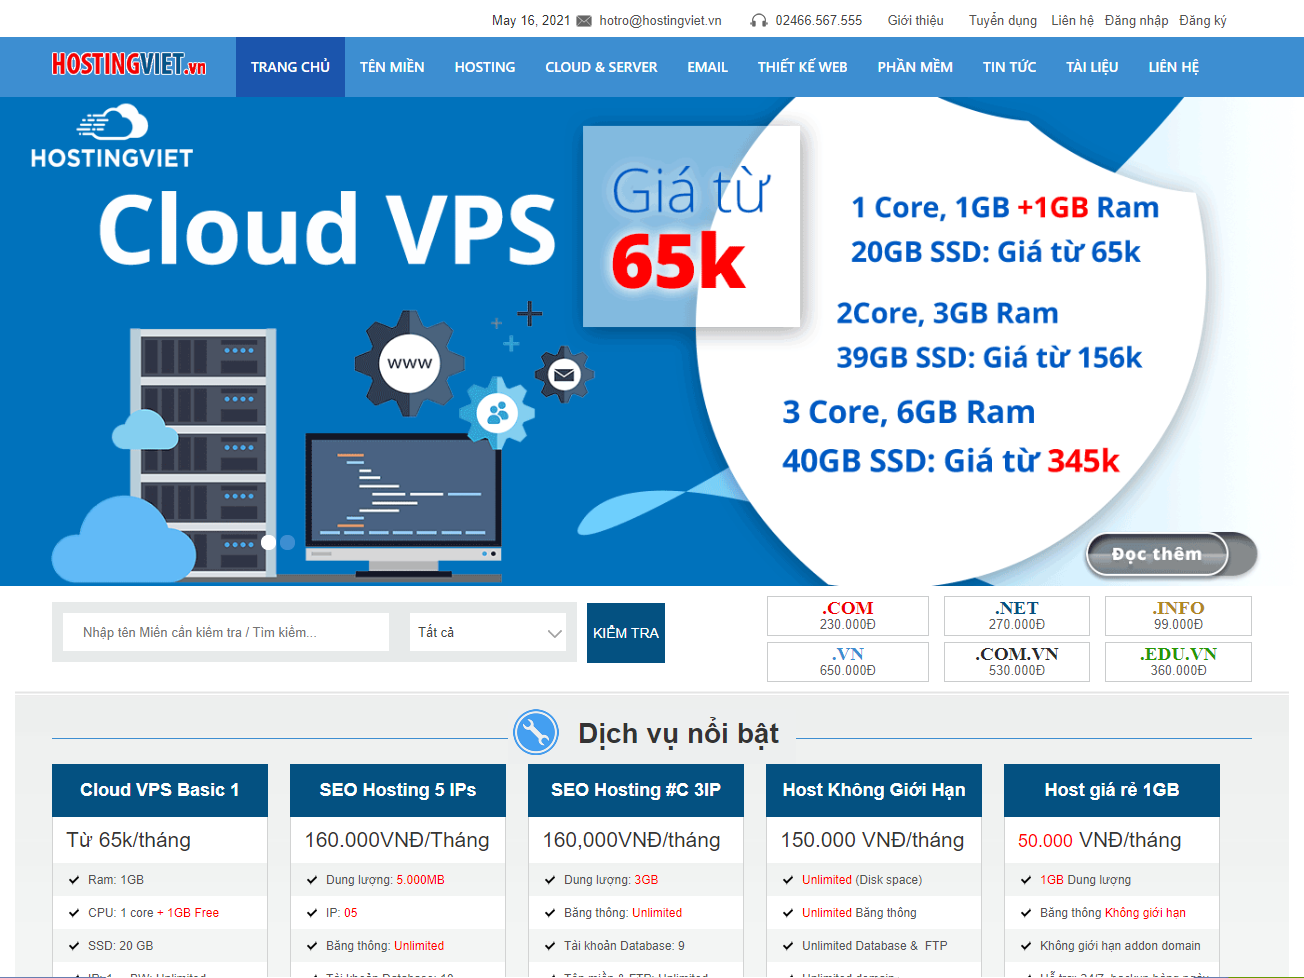 May 16, 2021 hotro@hostingviet.vn 02466.567.555 Giới thiệu Tuyển dụng Liên hệ Đăng nhập Đăng ký
HOSTINGVIET.vn TRANG CHỦ TÊN MIỀN HOSTING CLOUD & SERVER EMAIL THIẾT KẾ WEB PHẦN MỀM TIN TỨC TÀI LIỆU LIÊN HỆ
HOSTINGVIET
Cloud VPS
Giá từ
65k
1 Core, 1GB +1GB Ram
20GB SSD: Giá từ 65k
2Core, 3GB Ram
39GB SSD: Giá từ 156k
3 Core, 6GB Ram
40GB SSD: Giá từ 345k
www
Đọc thêm
Nhập tên Miền cần kiểm tra / Tìm kiếm... Tất cả KIỂM TRA
.COM
230.000Đ
.NET
270.000Đ
.INFO
99.000Đ
.VN
650.000Đ
.COM.VN
530.000Đ
.EDU.VN
360.000Đ
Dịch vụ nổi bật
Cloud VPS Basic 1
Từ 65k/tháng
Ram: 1GB
CPU: 1 core + 1GB Free
SSD: 20 GB
SEO Hosting 5 IPs
160.000VNĐ/Tháng
Dung lượng: 5.000MB
IP: 05
Băng thông: Unlimited
SEO Hosting #C 3IP
160,000VNĐ/tháng
Dung lượng: 3GB
Băng thông: Unlimited
Tài khoản Database: 9
Host Không Giới Hạn
150.000 VNĐ/tháng
Unlimited (Disk space)
Unlimited Băng thông
Unlimited Database & FTP
Host giá rẻ 1GB
50.000 VNĐ/tháng
1GB Dung lượng
Băng thông Không giới hạn
Không giới hạn addon domain